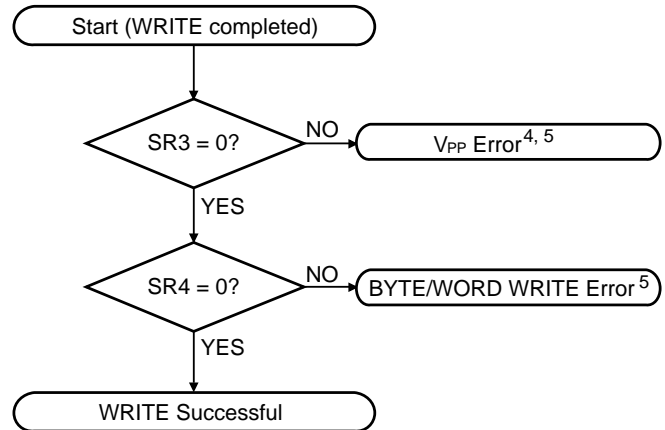 Start (WRITE completed)
SR3 = 0?
NO
VPP Error4, 5
YES
SR4 = 0?
NO
BYTE/WORD WRITE Error5
YES
WRITE Successful